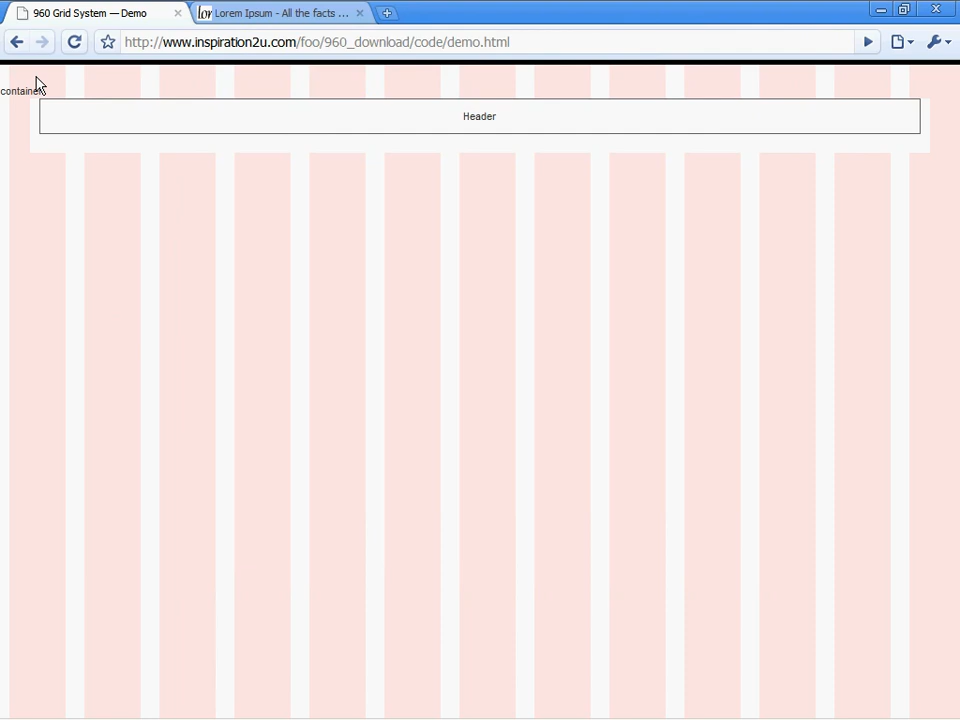 960 Grid System — Demo
Lorem Ipsum - All the facts ...
http://www.inspiration2u.com/foo/960_download/code/demo.html
container
Header